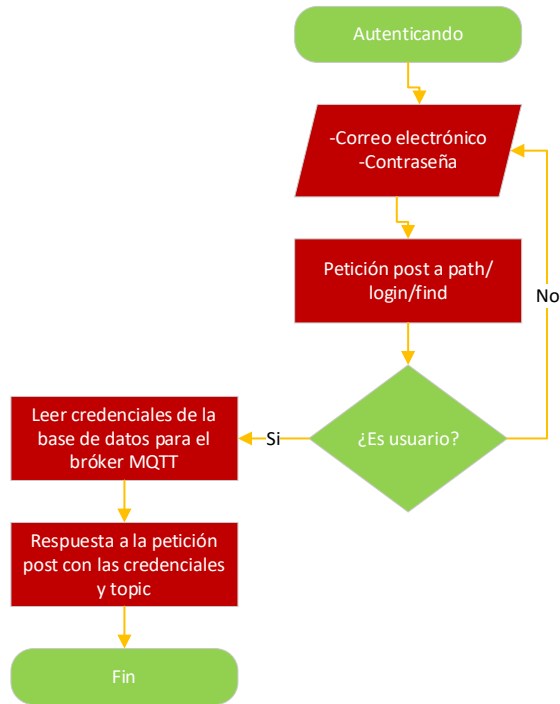 Autenticando
-Correo electrónico
-Contraseña
Petición post a path/
login/find
No
¿Es usuario?
Si
Leer credenciales de la
base de datos para el
bróker MQTT
Respuesta a la petición
post con las credenciales
y topic
Fin